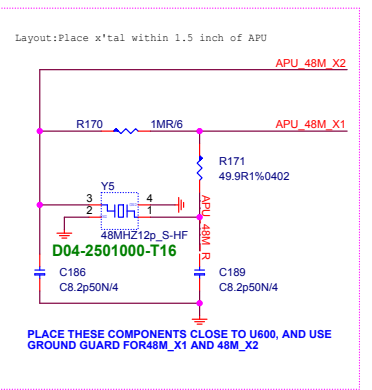 Layout:Place x'tal within 1.5 inch of APU
APU_48M_X2
R170 1MR/6 APU_48M_X1
R171
49.9R1%0402
Y5
3 4
2 1
APU_48M_R
48MHZ12p_S-HF
D04-2501000-T16
C186 C189
C8.2p50N/4 C8.2p50N/4
PLACE THESE COMPONENTS CLOSE TO U600, AND USE
GROUND GUARD FOR48M_X1 AND 48M_X2